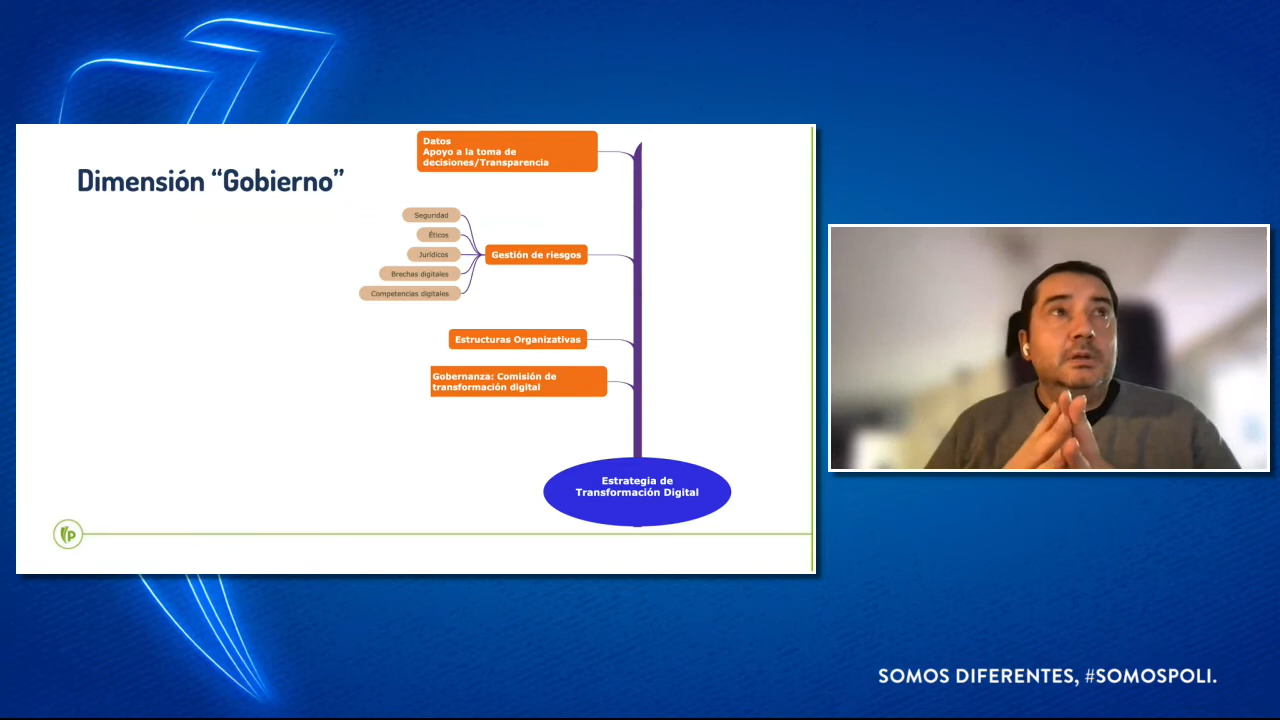 Dimensión “Gobierno”
Datos
Apoyo a la toma de
decisiones/Transparencia
Seguridad
Éticos
Jurídicos
Brechas digitales
Competencias digitales
Gestión de riesgos
Estructuras Organizativas
Gobernanza: Comisión de
transformación digital
Estrategia de
Transformación Digital
P
SOMOS DIFERENTES, #SOMOSPOLI.